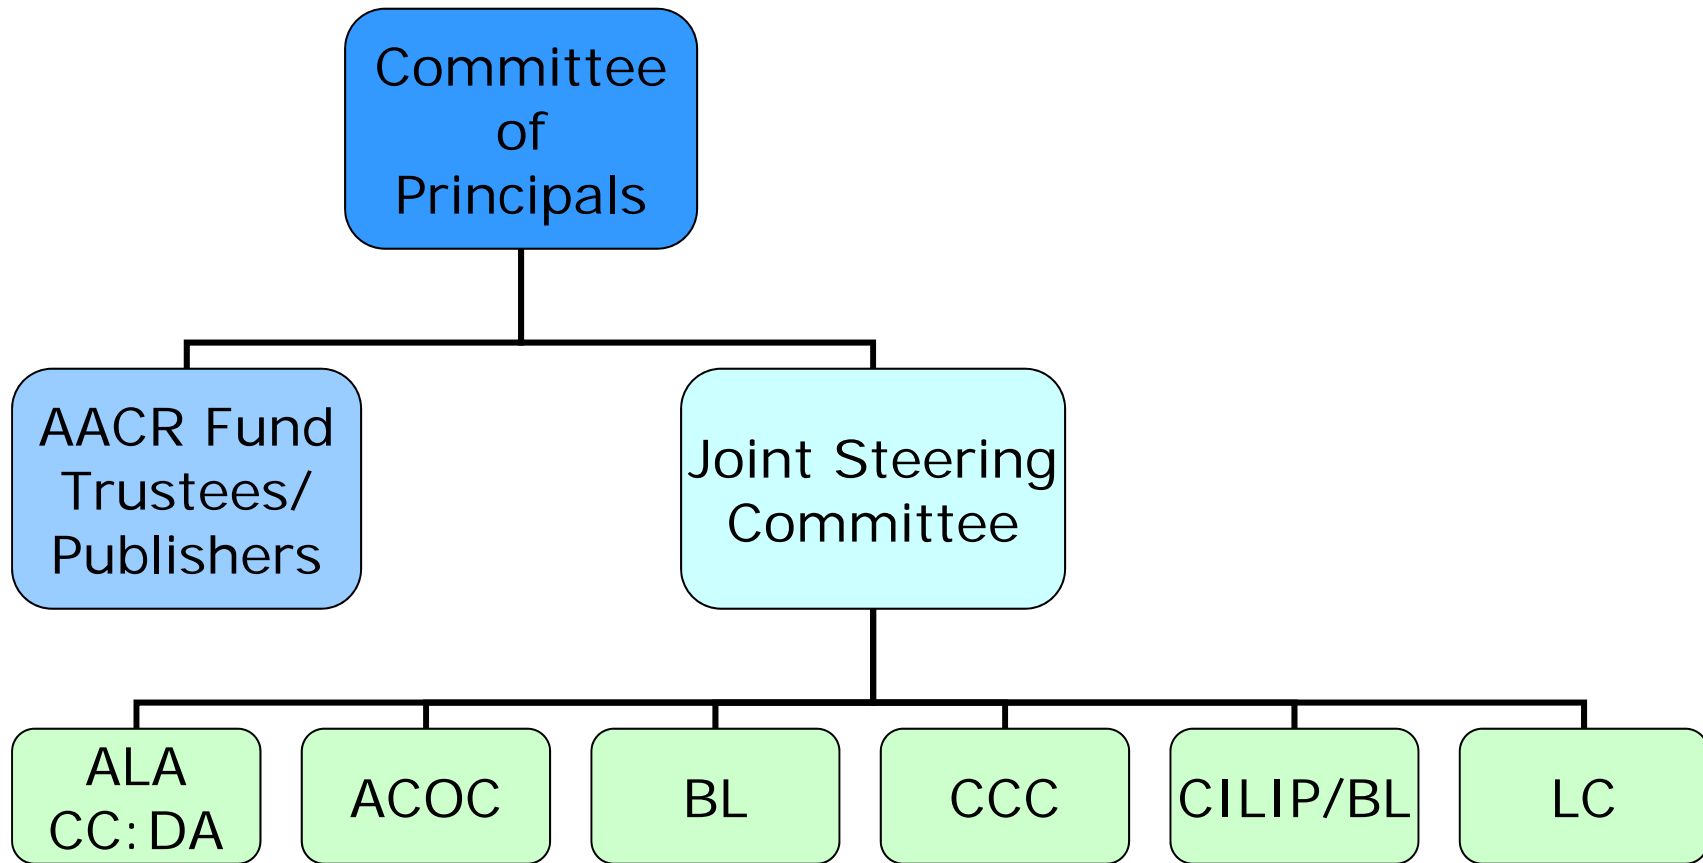 Committee
of
Principals
AACR Fund
Trustees/
Publishers
Joint Steering
Committee
ALA
CC:DA
ACOC
BL
CCC
CILIP/BL
LC